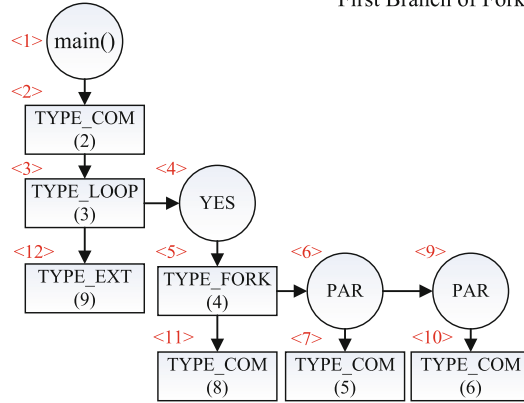 First Branch of Fork
<1>
main()
<2>
TYPE_COM
(2)
<3>
TYPE_LOOP
(3)
<4>
YES
<12>
TYPE_EXT
(9)
<5>
TYPE_FORK
(4)
<6>
PAR
<9>
PAR
<11>
TYPE_COM
(8)
<7>
TYPE_COM
(5)
<10>
TYPE_COM
(6)